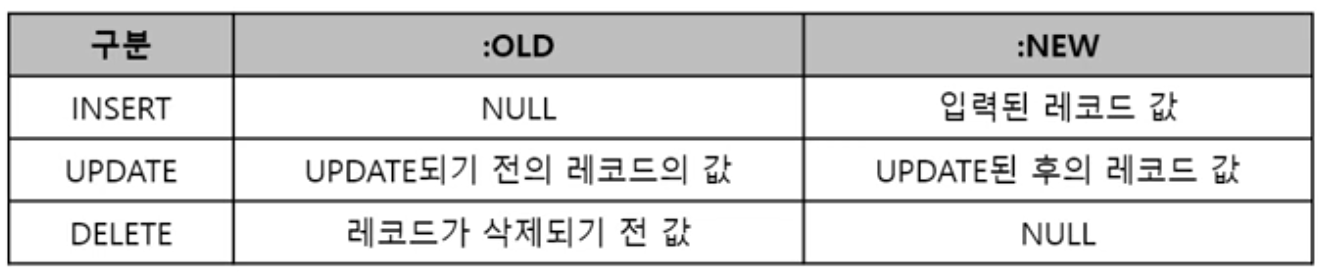 구분 :OLD :NEW
INSERT NULL 입력된 레코드 값
UPDATE UPDATE되기 전의 레코드의 값 UPDATE된 후의 레코드 값
DELETE 레코드가 삭제되기 전 값 NULL